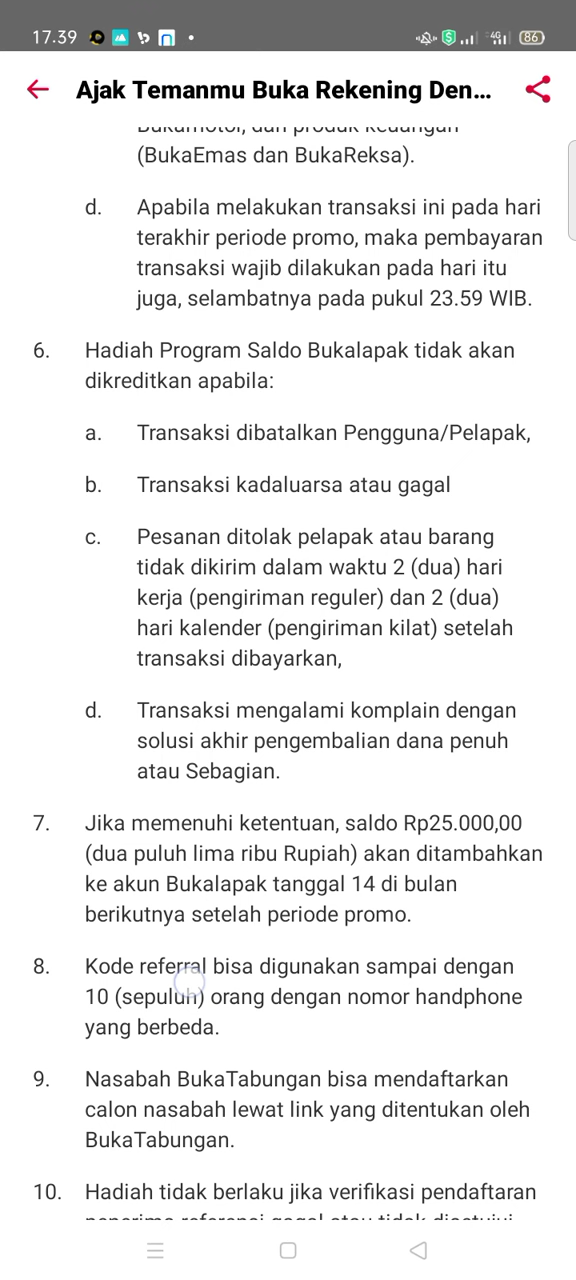 17.39
4G
86
Ajak Temanmu Buka Rekening Den...
(BukaEmas dan BukaReksa).
d. Apabila melakukan transaksi ini pada hari
terakhir periode promo, maka pembayaran
transaksi wajib dilakukan pada hari itu
juga, selambatnya pada pukul 23.59 WIB.
6. Hadiah Program Saldo Bukalapak tidak akan
dikreditkan apabila:
a. Transaksi dibatalkan Pengguna/Pelapak,
b. Transaksi kadaluarsa atau gagal
c. Pesanan ditolak pelapak atau barang
tidak dikirim dalam waktu 2 (dua) hari
kerja (pengiriman reguler) dan 2 (dua)
hari kalender (pengiriman kilat) setelah
transaksi dibayarkan,
d. Transaksi mengalami komplain dengan
solusi akhir pengembalian dana penuh
atau Sebagian.
7. Jika memenuhi ketentuan, saldo Rp25.000,00
(dua puluh lima ribu Rupiah) akan ditambahkan
ke akun Bukalapak tanggal 14 di bulan
berikutnya setelah periode promo.
8. Kode referral bisa digunakan sampai dengan
10 (sepuluh) orang dengan nomor handphone
yang berbeda.
9. Nasabah BukaTabungan bisa mendaftarkan
calon nasabah lewat link yang ditentukan oleh
BukaTabungan.
10. Hadiah tidak berlaku jika verifikasi pendaftaran